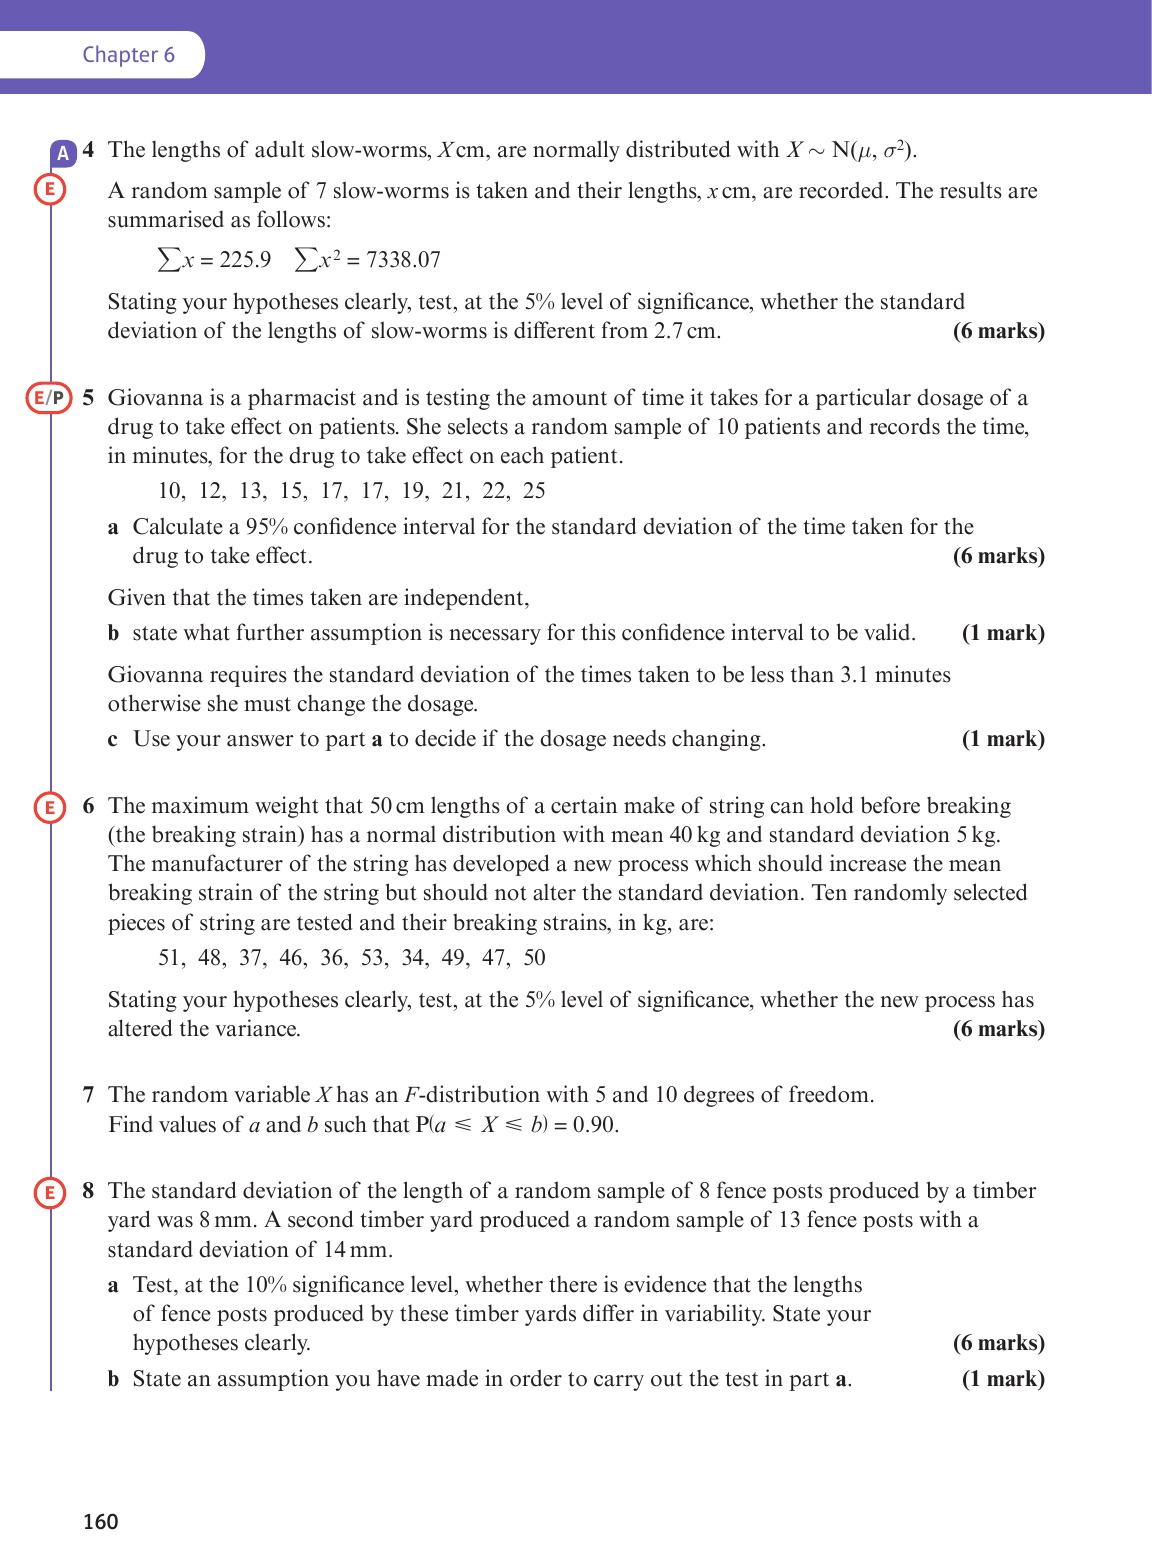 Chapter 6
A 4 The lengths of adult slow-worms, X cm, are normally distributed with X ~ N(μ, σ²).
E A random sample of 7 slow-worms is taken and their lengths, x cm, are recorded. The results are
summarised as follows:
∑x = 225.9 ∑x² = 7338.07
Stating your hypotheses clearly, test, at the 5% level of significance, whether the standard
deviation of the lengths of slow-worms is different from 2.7 cm. (6 marks)
E/P 5 Giovanna is a pharmacist and is testing the amount of time it takes for a particular dosage of a
drug to take effect on patients. She selects a random sample of 10 patients and records the time,
in minutes, for the drug to take effect on each patient.
10, 12, 13, 15, 17, 17, 19, 21, 22, 25
a Calculate a 95% confidence interval for the standard deviation of the time taken for the
drug to take effect. (6 marks)
Given that the times taken are independent,
b state what further assumption is necessary for this confidence interval to be valid. (1 mark)
Giovanna requires the standard deviation of the times taken to be less than 3.1 minutes
otherwise she must change the dosage.
c Use your answer to part a to decide if the dosage needs changing. (1 mark)
E 6 The maximum weight that 50 cm lengths of a certain make of string can hold before breaking
(the breaking strain) has a normal distribution with mean 40 kg and standard deviation 5 kg.
The manufacturer of the string has developed a new process which should increase the mean
breaking strain of the string but should not alter the standard deviation. Ten randomly selected
pieces of string are tested and their breaking strains, in kg, are:
51, 48, 37, 46, 36, 53, 34, 49, 47, 50
Stating your hypotheses clearly, test, at the 5% level of significance, whether the new process has
altered the variance. (6 marks)
7 The random variable X has an F-distribution with 5 and 10 degrees of freedom.
Find values of a and b such that P(a ⩽ X ⩽ b) = 0.90.
E 8 The standard deviation of the length of a random sample of 8 fence posts produced by a timber
yard was 8 mm. A second timber yard produced a random sample of 13 fence posts with a
standard deviation of 14 mm.
a Test, at the 10% significance level, whether there is evidence that the lengths
of fence posts produced by these timber yards differ in variability. State your
hypotheses clearly. (6 marks)
b State an assumption you have made in order to carry out the test in part a. (1 mark)
160